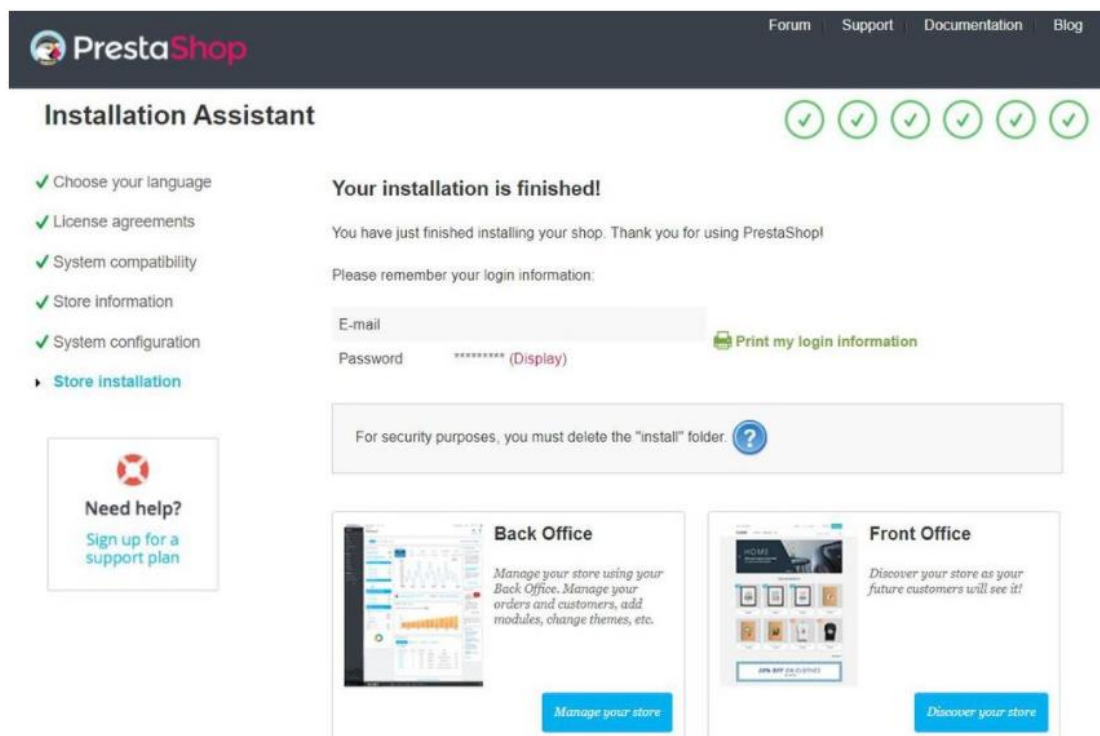 Forum Support Documentation Blog
PrestaShop
Installation Assistant
Choose your language
License agreements
System compatibility
Store information
System configuration
Store installation
Need help?
Sign up for a
support plan
Your installation is finished!
You have just finished installing your shop. Thank you for using PrestaShop!
Please remember your login information:
E-mail
Password ********* (Display)
Print my login information
For security purposes, you must delete the "install" folder. ?
Back Office
Manage your store using your
Back Office. Manage your
orders and customers, add
modules, change themes, etc.
Manage your store
HOME
20% OFF ON CLOTHES
Front Office
Discover your store as your
future customers will see it!
Discover your store